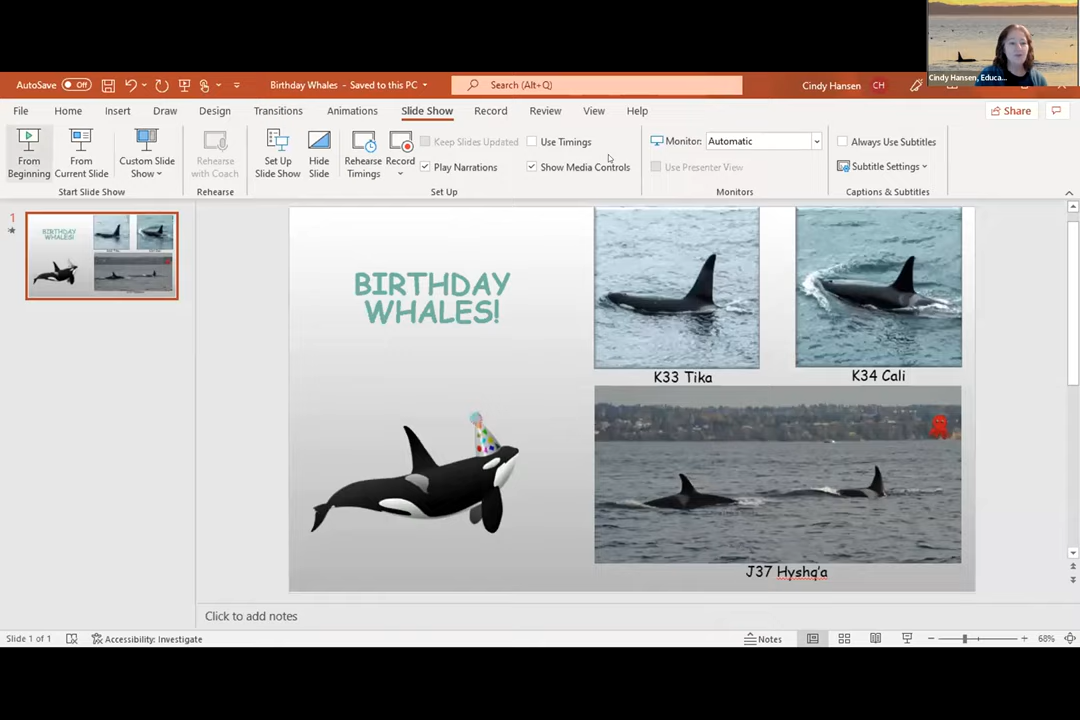 Cindy Hansen, Educa...
AutoSave Off
Birthday Whales - Saved to this PC
Search (Alt+Q)
Cindy Hansen CH
File Home Insert Draw Design Transitions Animations Slide Show Record Review View Help
Share
From Beginning
From Current Slide
Custom Slide Show
Start Slide Show
Rehearse with Coach
Rehearse
Set Up Slide Show
Hide Slide
Rehearse Timings
Record
Keep Slides Updated
Play Narrations
Use Timings
Show Media Controls
Set Up
Monitor: Automatic
Use Presenter View
Monitors
Always Use Subtitles
Subtitle Settings
Captions & Subtitles
1
BIRTHDAY
WHALES!
K33 Tika
K34 Cali
J37 Hyshq'a
Click to add notes
Slide 1 of 1
Accessibility: Investigate
Notes
68%